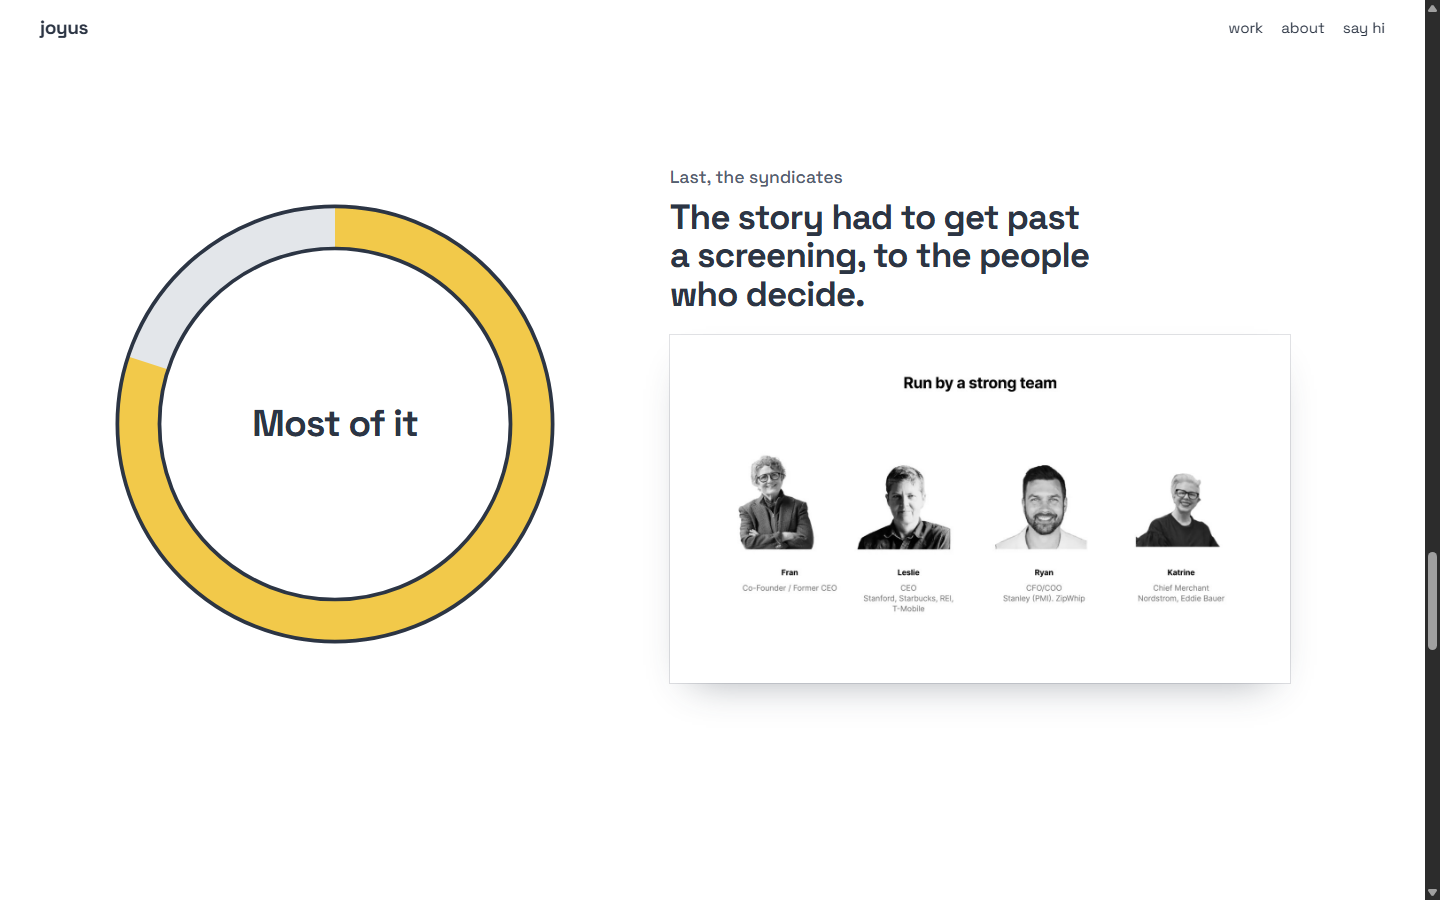 joyus
work about say hi
Last, the syndicates
The story had to get past
a screening, to the people
who decide.
Most of it
Run by a strong team
Fran
Co-Founder / Former CEO
Leslie
CEO
Stanford, Starbucks, REI,
T-Mobile
Ryan
CFO/COO
Stanley (PMI). ZipWhip
Katrine
Chief Merchant
Nordstrom, Eddie Bauer